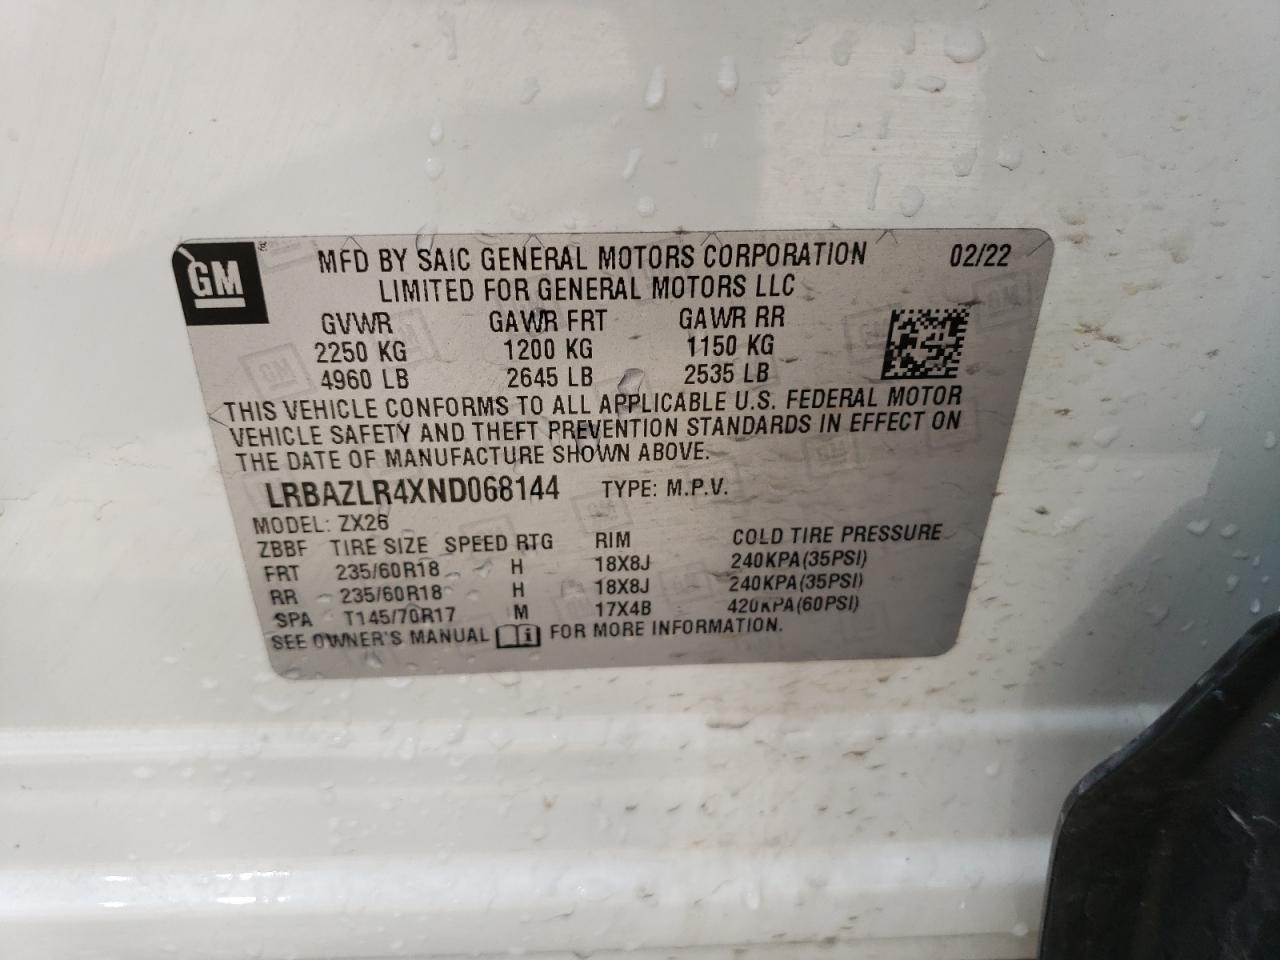 GM
MFD BY SAIC GENERAL MOTORS CORPORATION 02/22
LIMITED FOR GENERAL MOTORS LLC
GVWR GAWR FRT GAWR RR
2250 KG 1200 KG 1150 KG
4960 LB 2645 LB 2535 LB
THIS VEHICLE CONFORMS TO ALL APPLICABLE U.S. FEDERAL MOTOR
VEHICLE SAFETY AND THEFT PREVENTION STANDARDS IN EFFECT ON
THE DATE OF MANUFACTURE SHOWN ABOVE.
LRBAZLR4XND068144 TYPE: M.P.V.
MODEL: ZX26
ZBBF TIRE SIZE SPEED RTG RIM COLD TIRE PRESSURE
FRT 235/60R18 H 18X8J 240KPA(35PSI)
RR 235/60R18 H 18X8J 240KPA(35PSI)
SPA T145/70R17 M 17X4B 420KPA(60PSI)
SEE OWNER'S MANUAL i FOR MORE INFORMATION.